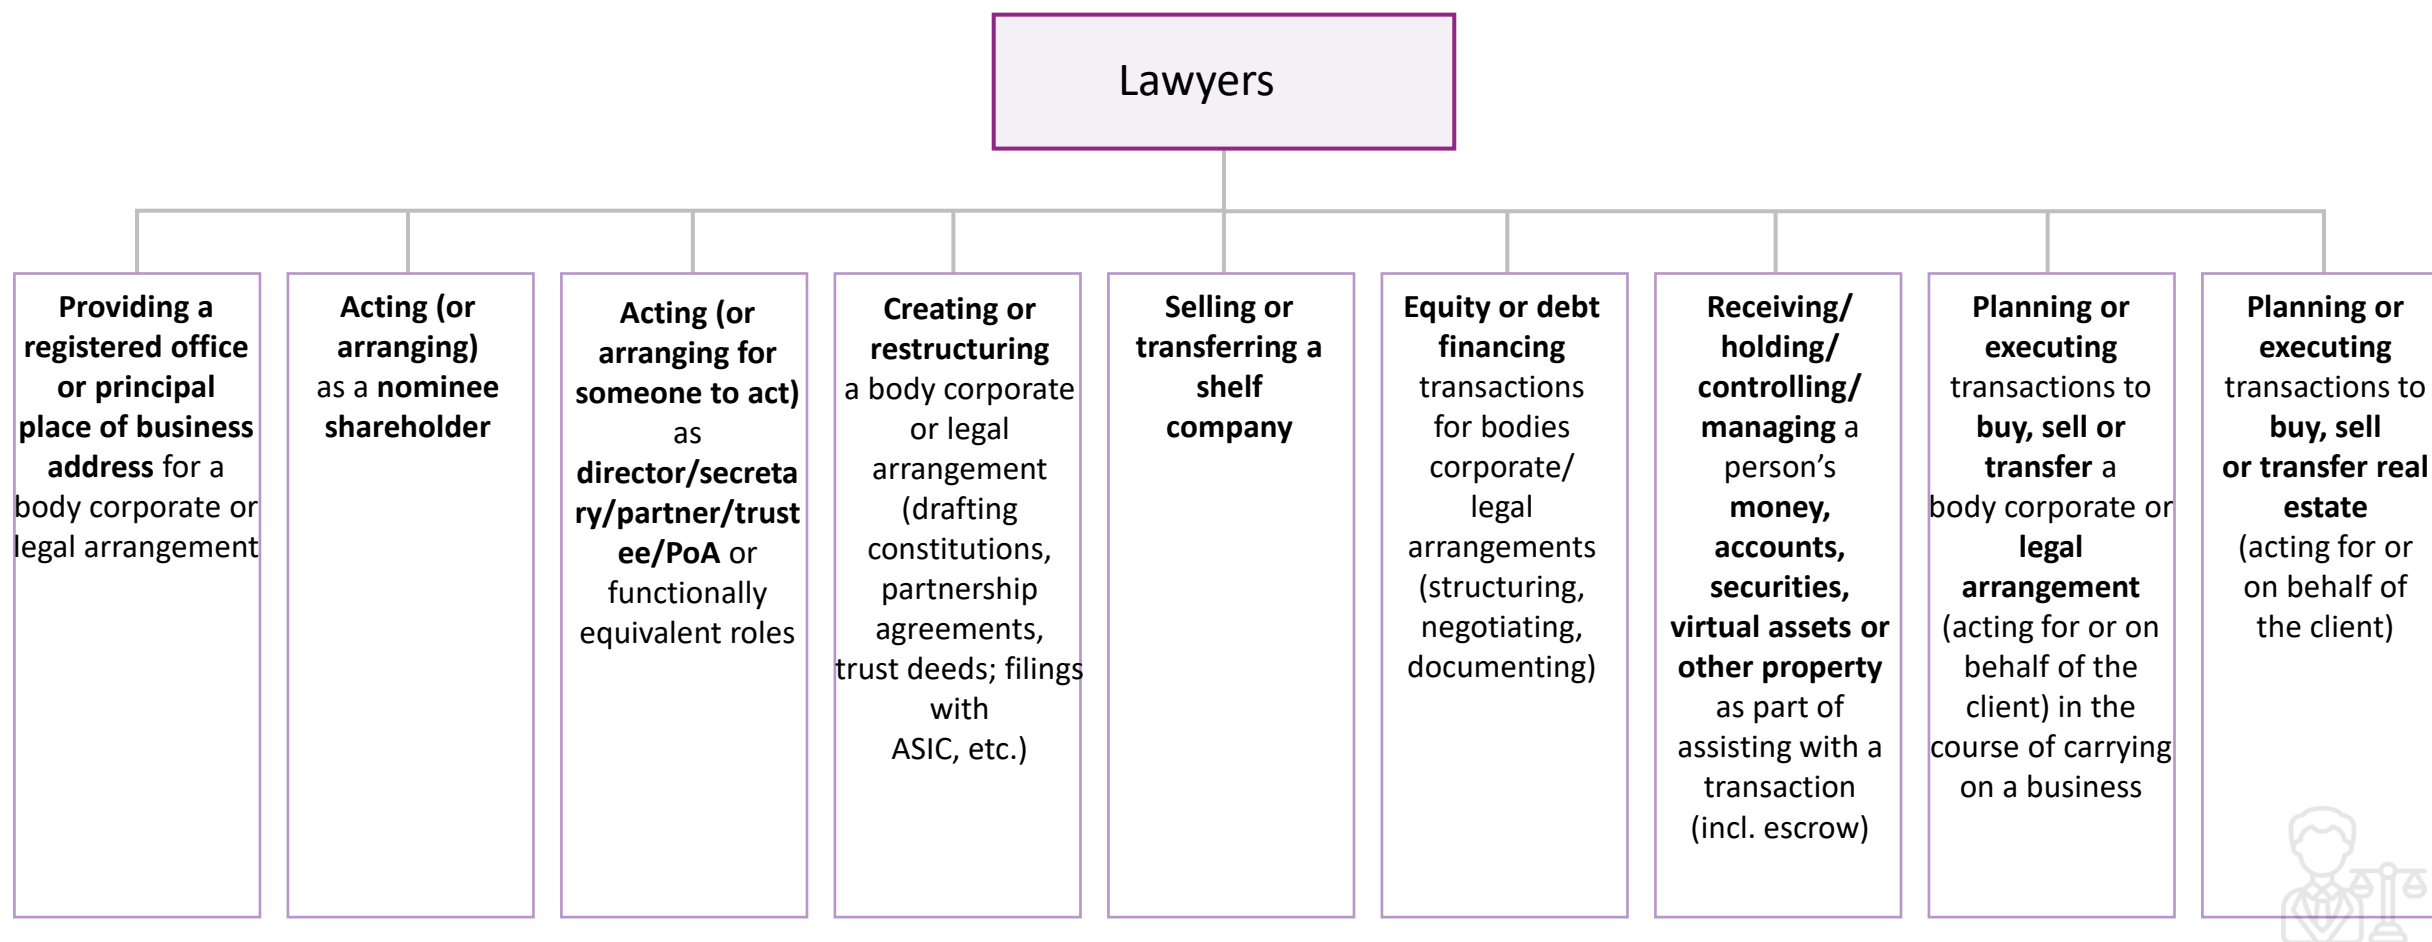 Lawyers
Providing a
registered office
or principal
place of business
address for a
body corporate or
legal arrangement
Acting (or
arranging)
as a nominee
shareholder
Acting (or
arranging for
someone to act)
as
director/secreta
ry/partner/trust
ee/PoA or
functionally
equivalent roles
Creating or
restructuring
a body corporate
or legal
arrangement
(drafting
constitutions,
partnership
agreements,
trust deeds; filings
with
ASIC, etc.)
Selling or
transferring a
shelf
company
Equity or debt
financing
transactions
for bodies
corporate/
legal
arrangements
(structuring,
negotiating,
documenting)
Receiving/
holding/
controlling/
managing a
person’s
money,
accounts,
securities,
virtual assets or
other property
as part of
assisting with a
transaction
(incl. escrow)
Planning or
executing
transactions to
buy, sell or
transfer a
body corporate or
legal
arrangement
(acting for or on
behalf of the
client) in the
course of carrying
on a business
Planning or
executing
transactions to
buy, sell
or transfer real
estate
(acting for or
on behalf of
the client)